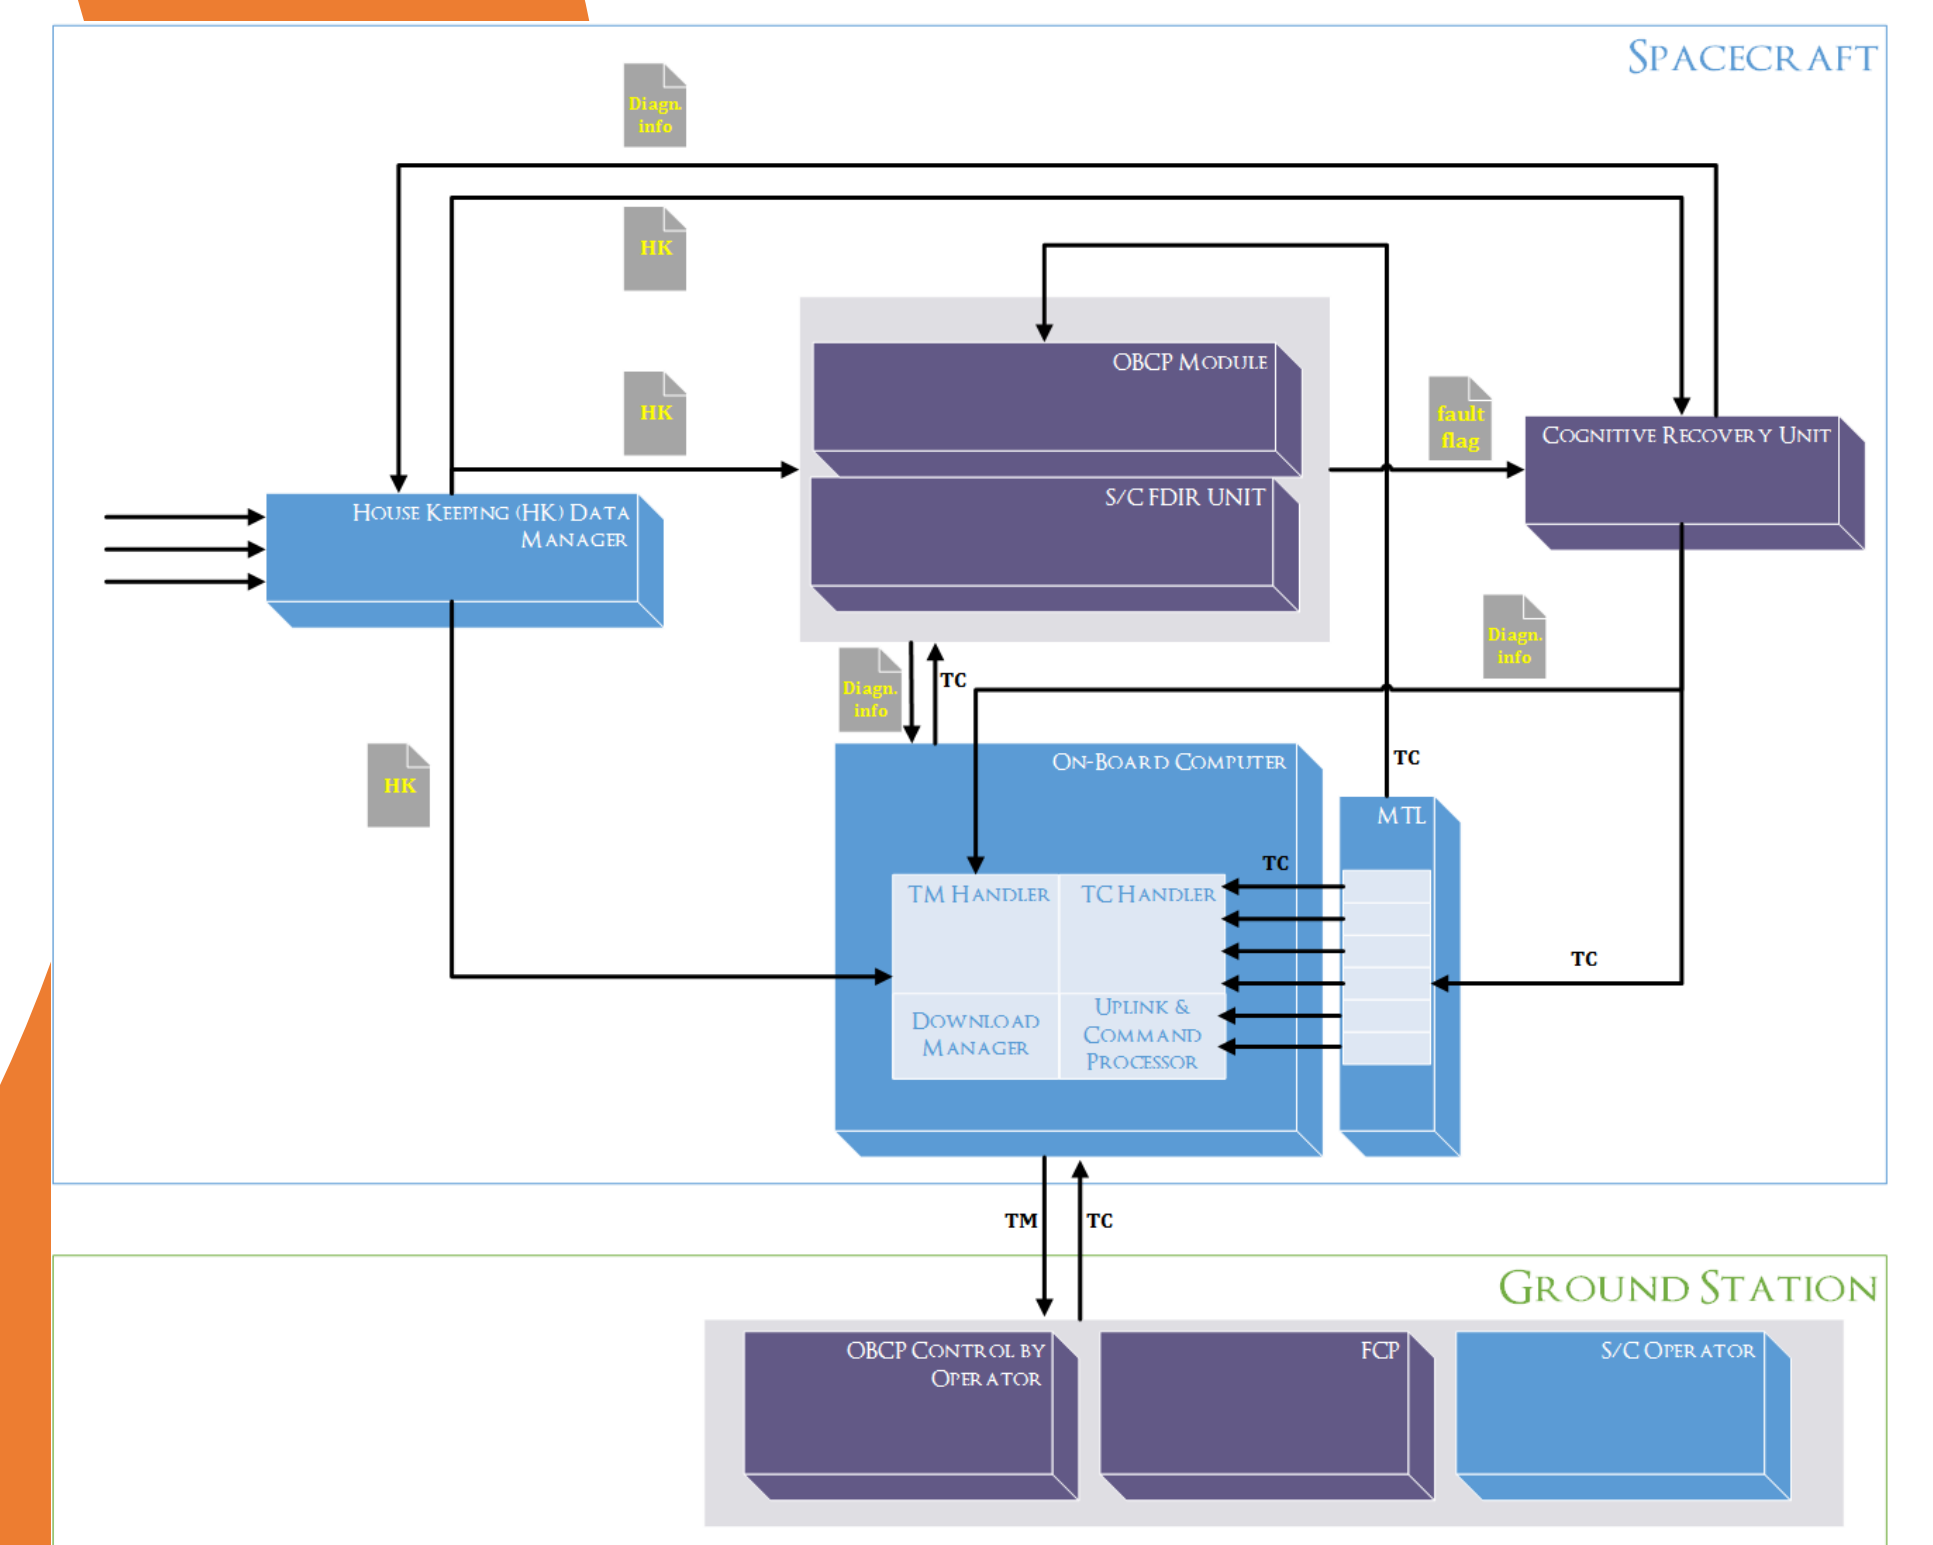 SPACECRAFT
Diagn.
info
HK
OBCP MODULE
HK
fault
flag
COGNITIVE RECOVERY UNIT
S/C FDIR UNIT
HOUSE KEEPING (HK) DATA
MANAGER
Diagn.
info
Diagn.
info
TC
HK
ON-BOARD COMPUTER
TC
MTL
TC
TM HANDLER
TC HANDLER
TC
DOWNLOAD
MANAGER
UPLINK &
COMMAND
PROCESSOR
TM
TC
GROUND STATION
OBCP CONTROL BY
OPERATOR
FCP
S/C OPERATOR